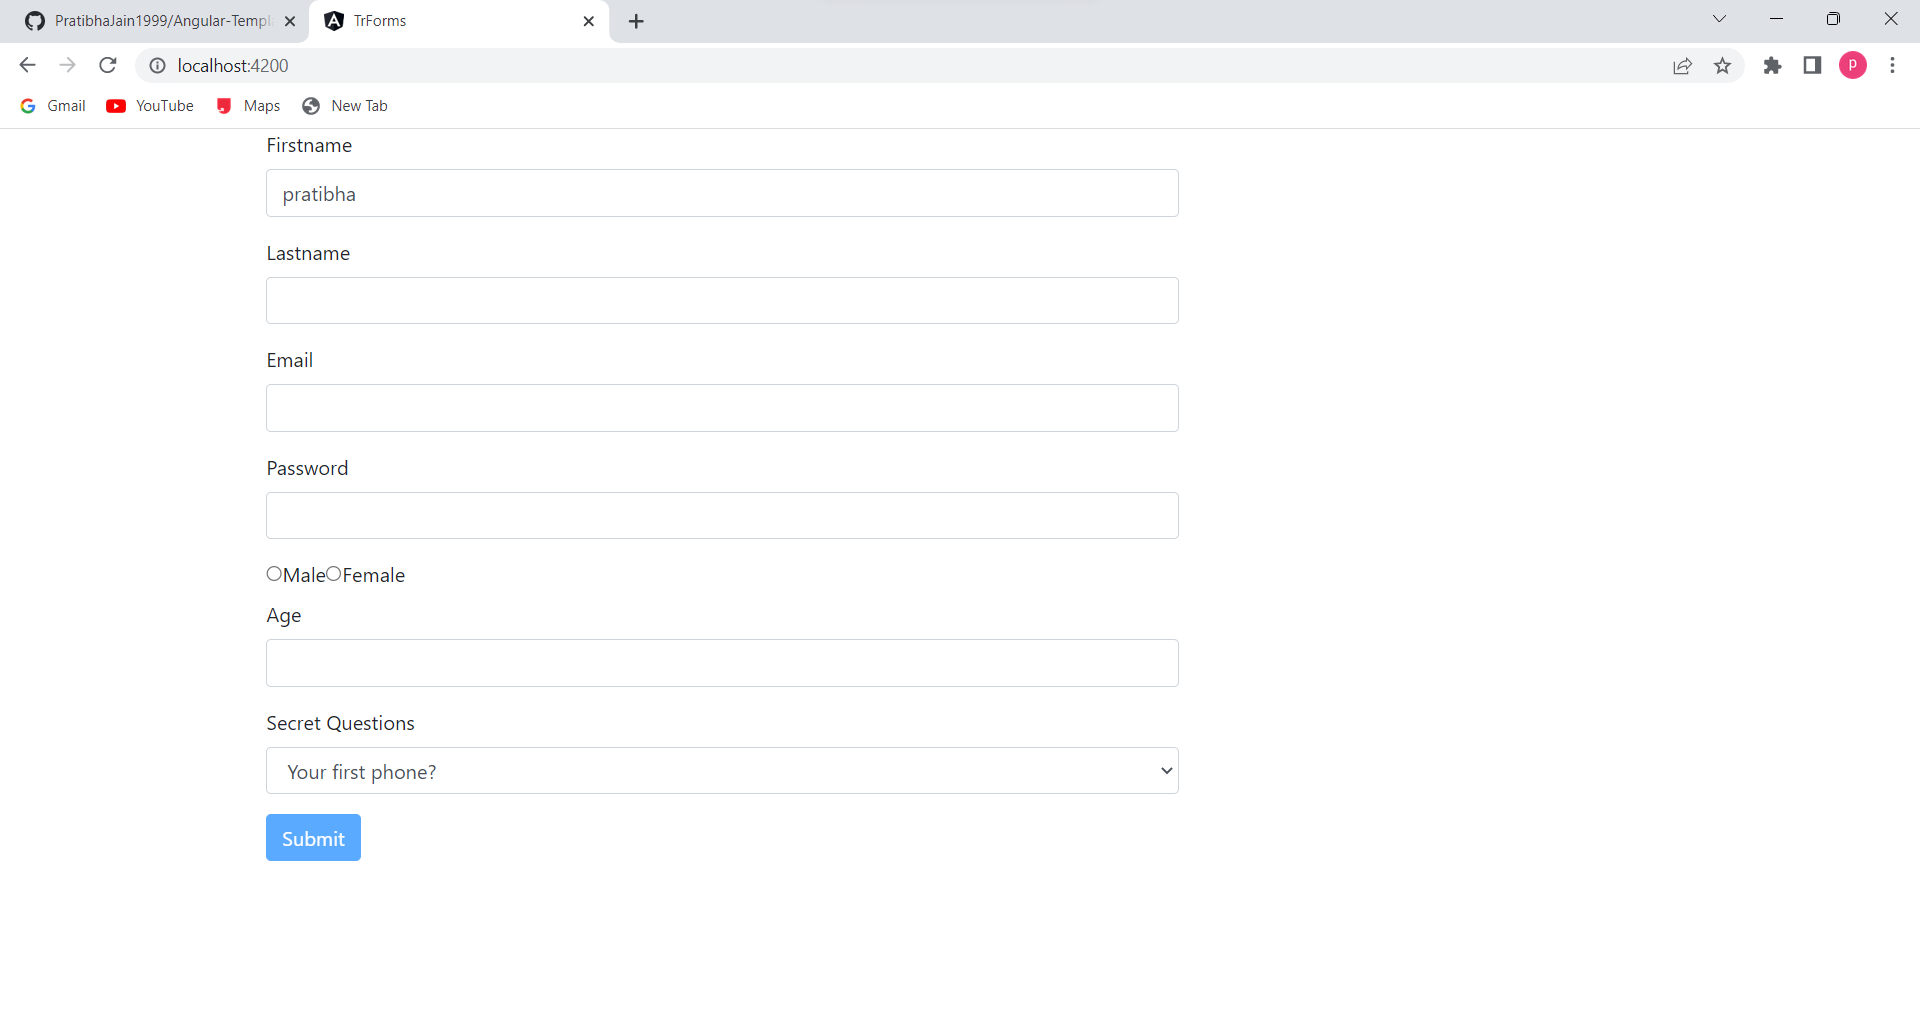 PratibhaJain1999/Angular-Templ
TrForms
localhost:4200
P
Gmail YouTube Maps New Tab
Firstname
pratibha
Lastname
Email
Password
Male Female
Age
Secret Questions
Your first phone?
Submit